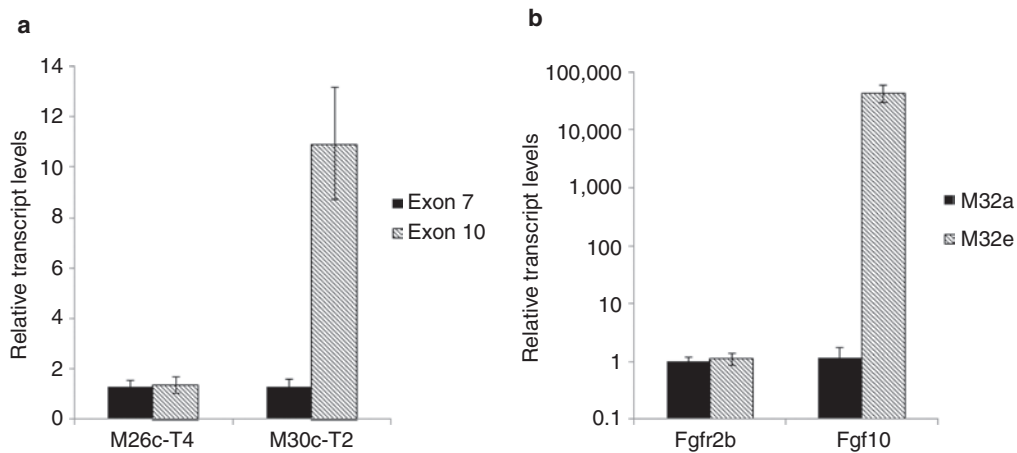 a
14
12
10
8
6
4
2
0
Relative transcript levels
M26c-T4
M30c-T2
Exon 7
Exon 10
b
100,000
10,000
1,000
100
10
1
0.1
Relative transcript levels
Fgfr2b
Fgf10
M32a
M32e